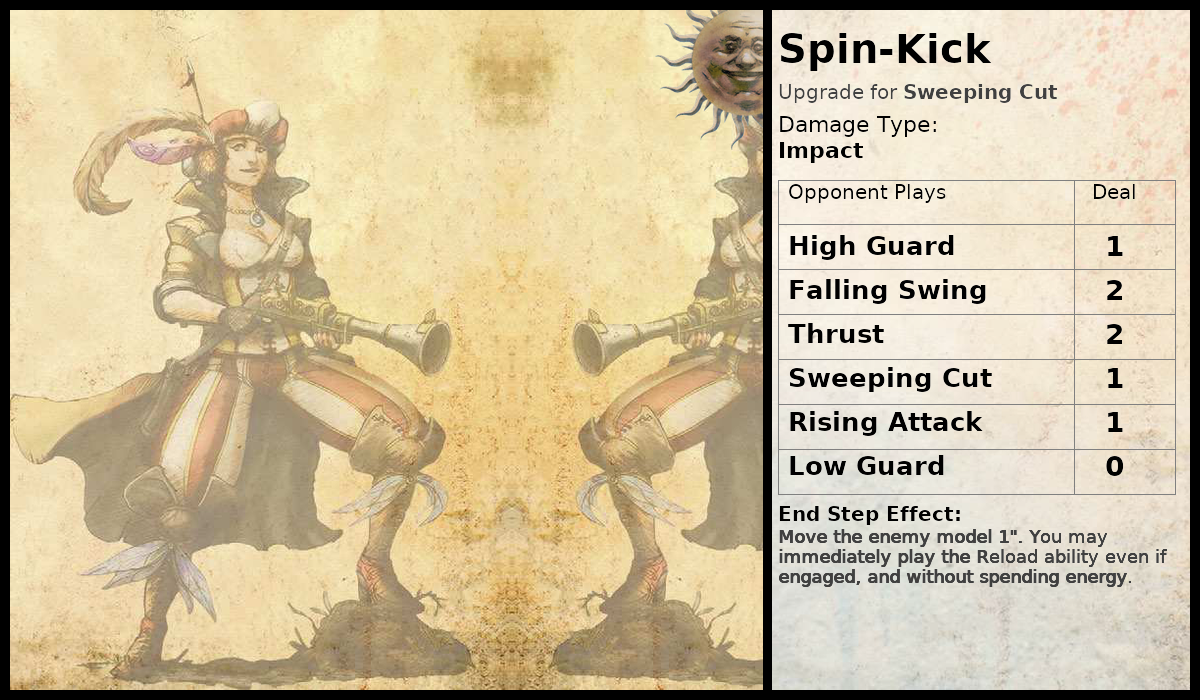 Spin-Kick
Upgrade for Sweeping Cut
Damage Type:
Impact
Opponent Plays Deal
High Guard 1
Falling Swing 2
Thrust 2
Sweeping Cut 1
Rising Attack 1
Low Guard 0
End Step Effect:
Move the enemy model 1". You may
immediately play the Reload ability even if
engaged, and without spending energy.